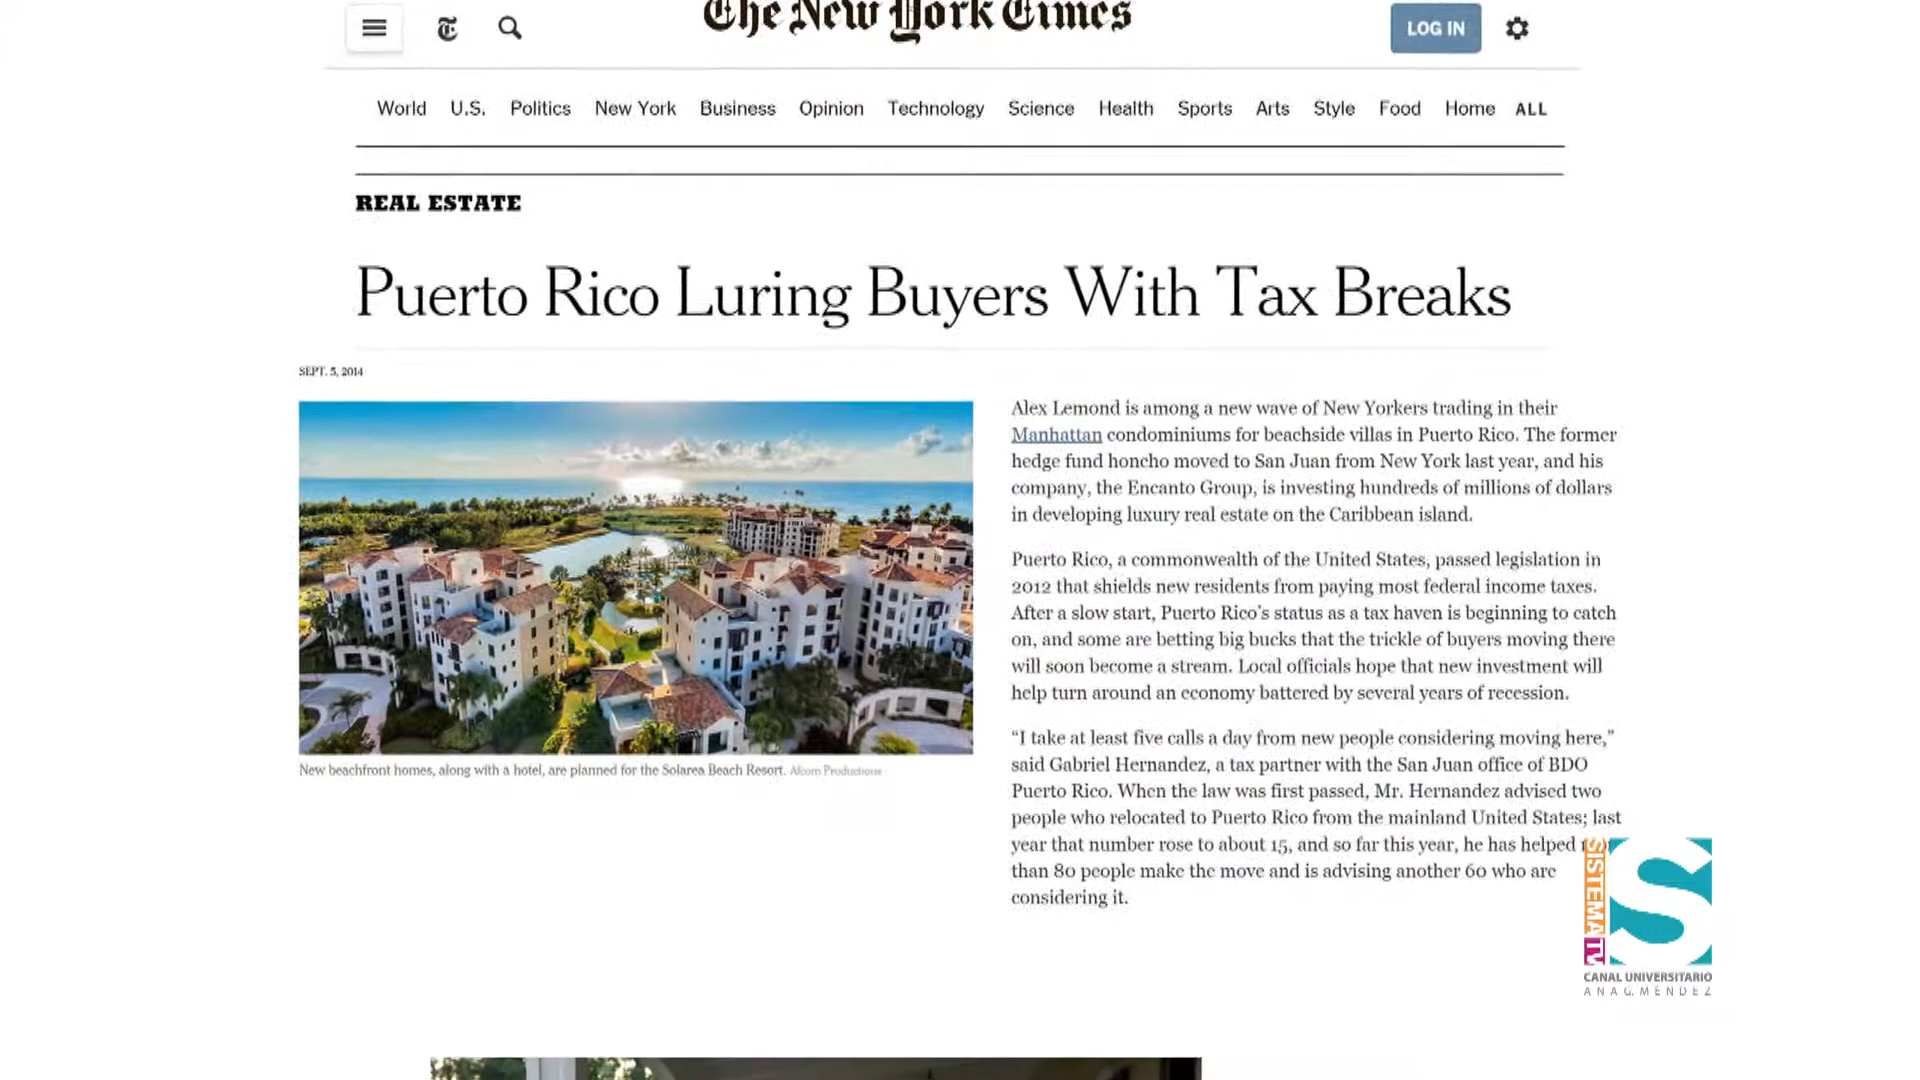 The New York Times
LOG IN
World U.S. Politics New York Business Opinion Technology Science Health Sports Arts Style Food Home ALL
REAL ESTATE
Puerto Rico Luring Buyers With Tax Breaks
SEPT. 5, 2014
New beachfront homes, along with a hotel, are planned for the Solarea Beach Resort. Afcom Productions
Alex Lemond is among a new wave of New Yorkers trading in their
Manhattan condominiums for beachside villas in Puerto Rico. The former
hedge fund honcho moved to San Juan from New York last year, and his
company, the Encanto Group, is investing hundreds of millions of dollars
in developing luxury real estate on the Caribbean island.
Puerto Rico, a commonwealth of the United States, passed legislation in
2012 that shields new residents from paying most federal income taxes.
After a slow start, Puerto Rico's status as a tax haven is beginning to catch
on, and some are betting big bucks that the trickle of buyers moving there
will soon become a stream. Local officials hope that new investment will
help turn around an economy battered by several years of recession.
“I take at least five calls a day from new people considering moving here,”
said Gabriel Hernandez, a tax partner with the San Juan office of BDO
Puerto Rico. When the law was first passed, Mr. Hernandez advised two
people who relocated to Puerto Rico from the mainland United States; last
year that number rose to about 15, and so far this year, he has helped
than 80 people make the move and is advising another 60 who are
considering it.
SISTEMA TV
S
CANAL UNIVERSITARIO
ANA G. MÉNDEZ